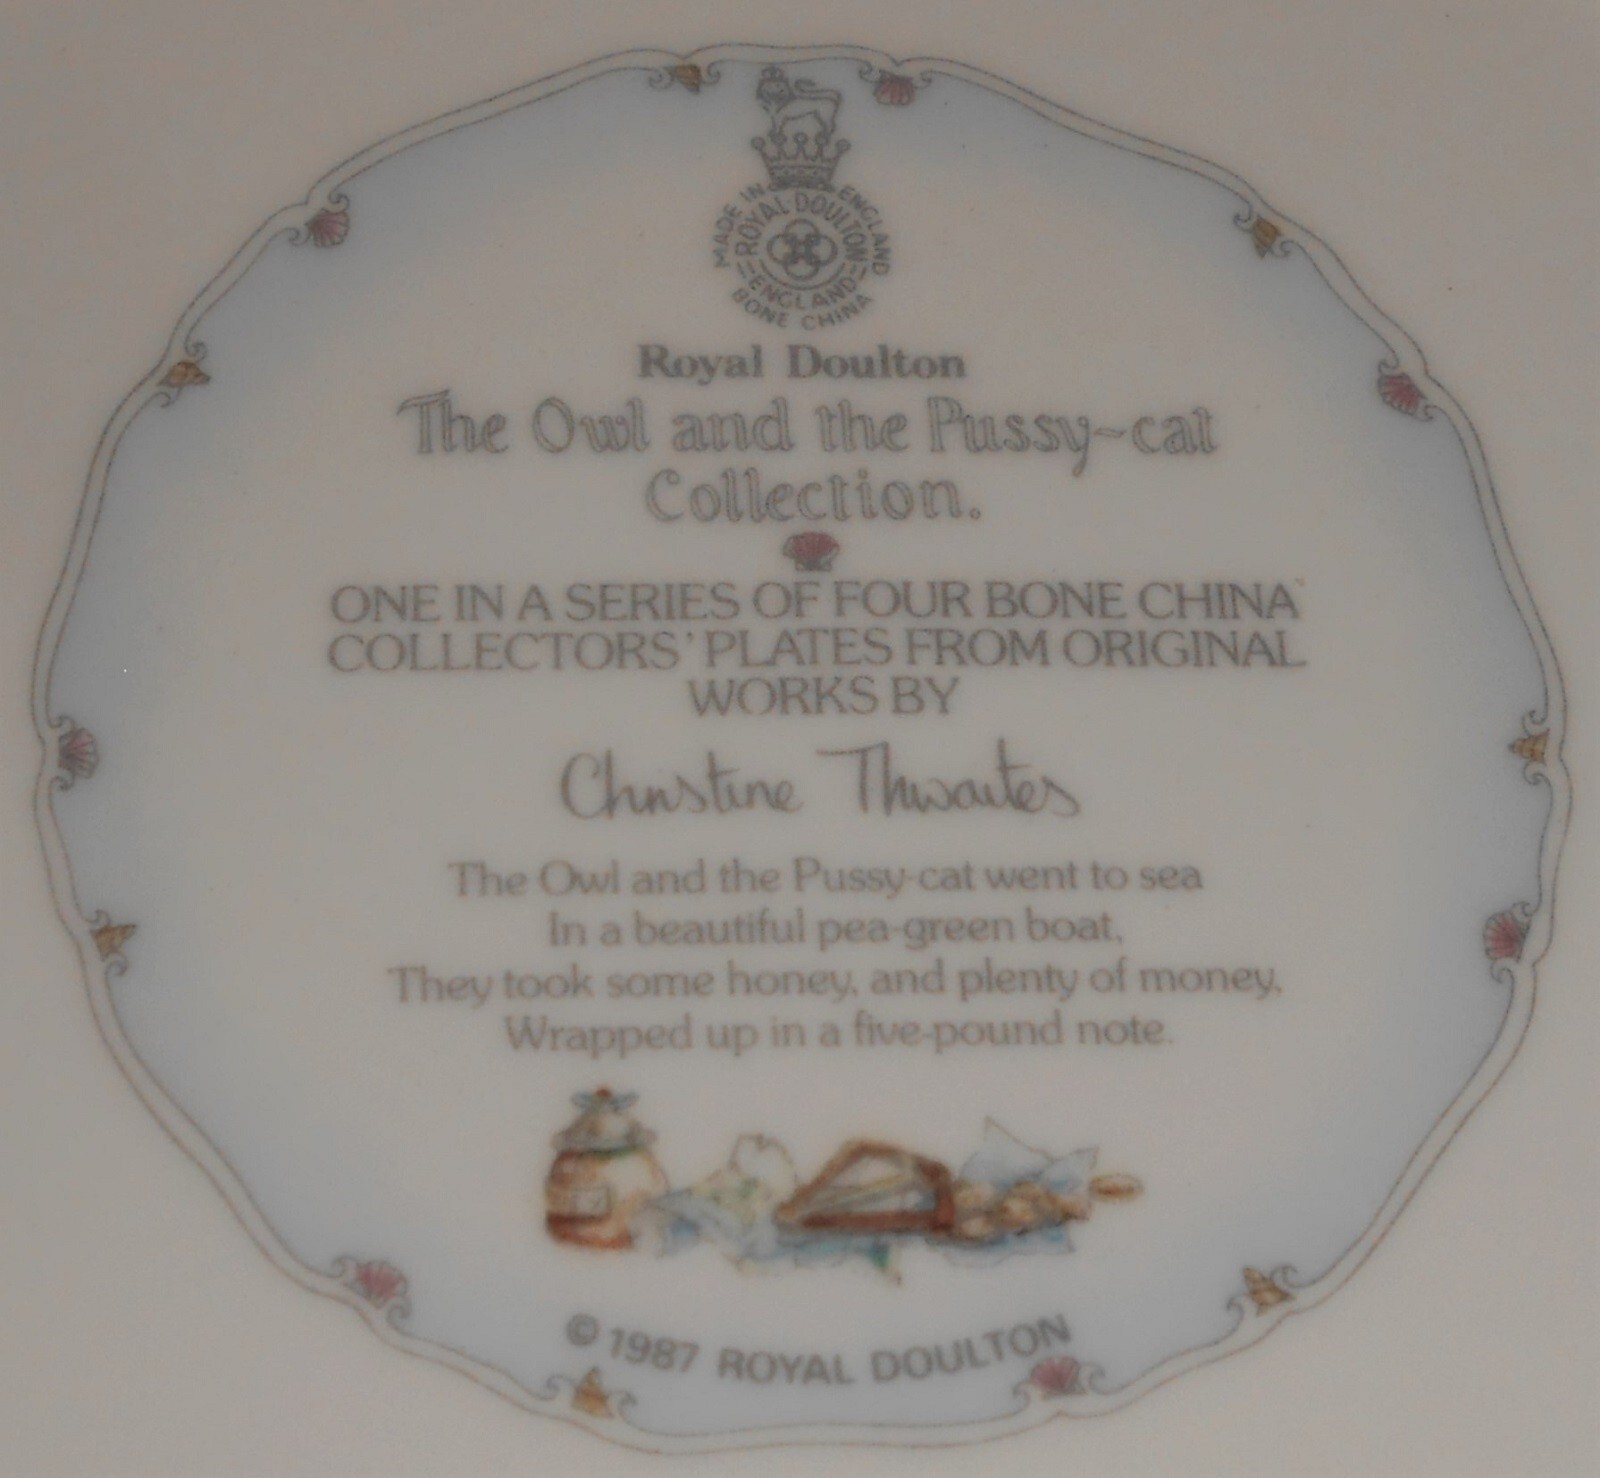 MADE IN ENGLAND
ROYAL DOULTON
ENGLAND
BONE CHINA
Royal Doulton
The Owl and the Pussy-cat
Collection.
ONE IN A SERIES OF FOUR BONE CHINA
COLLECTORS' PLATES FROM ORIGINAL
WORKS BY
Christine Thwaites
The Owl and the Pussy-cat went to sea
In a beautiful pea-green boat,
They took some honey, and plenty of money,
Wrapped up in a five-pound note.
© 1987 ROYAL DOULTON